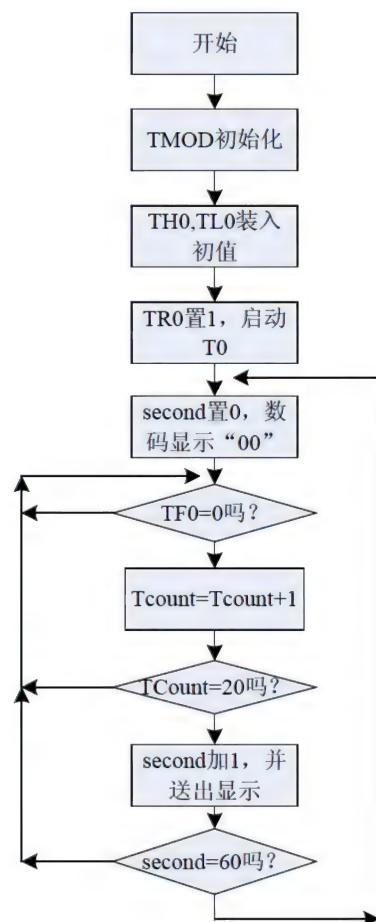 开始
TMOD初始化
TH0,TL0装入
初值
TR0置1，启动
T0
second置0，数
码显示“00”
TF0=0吗？
Tcount=Tcount+1
TCount=20吗？
second加1，并
送出显示
second=60吗？